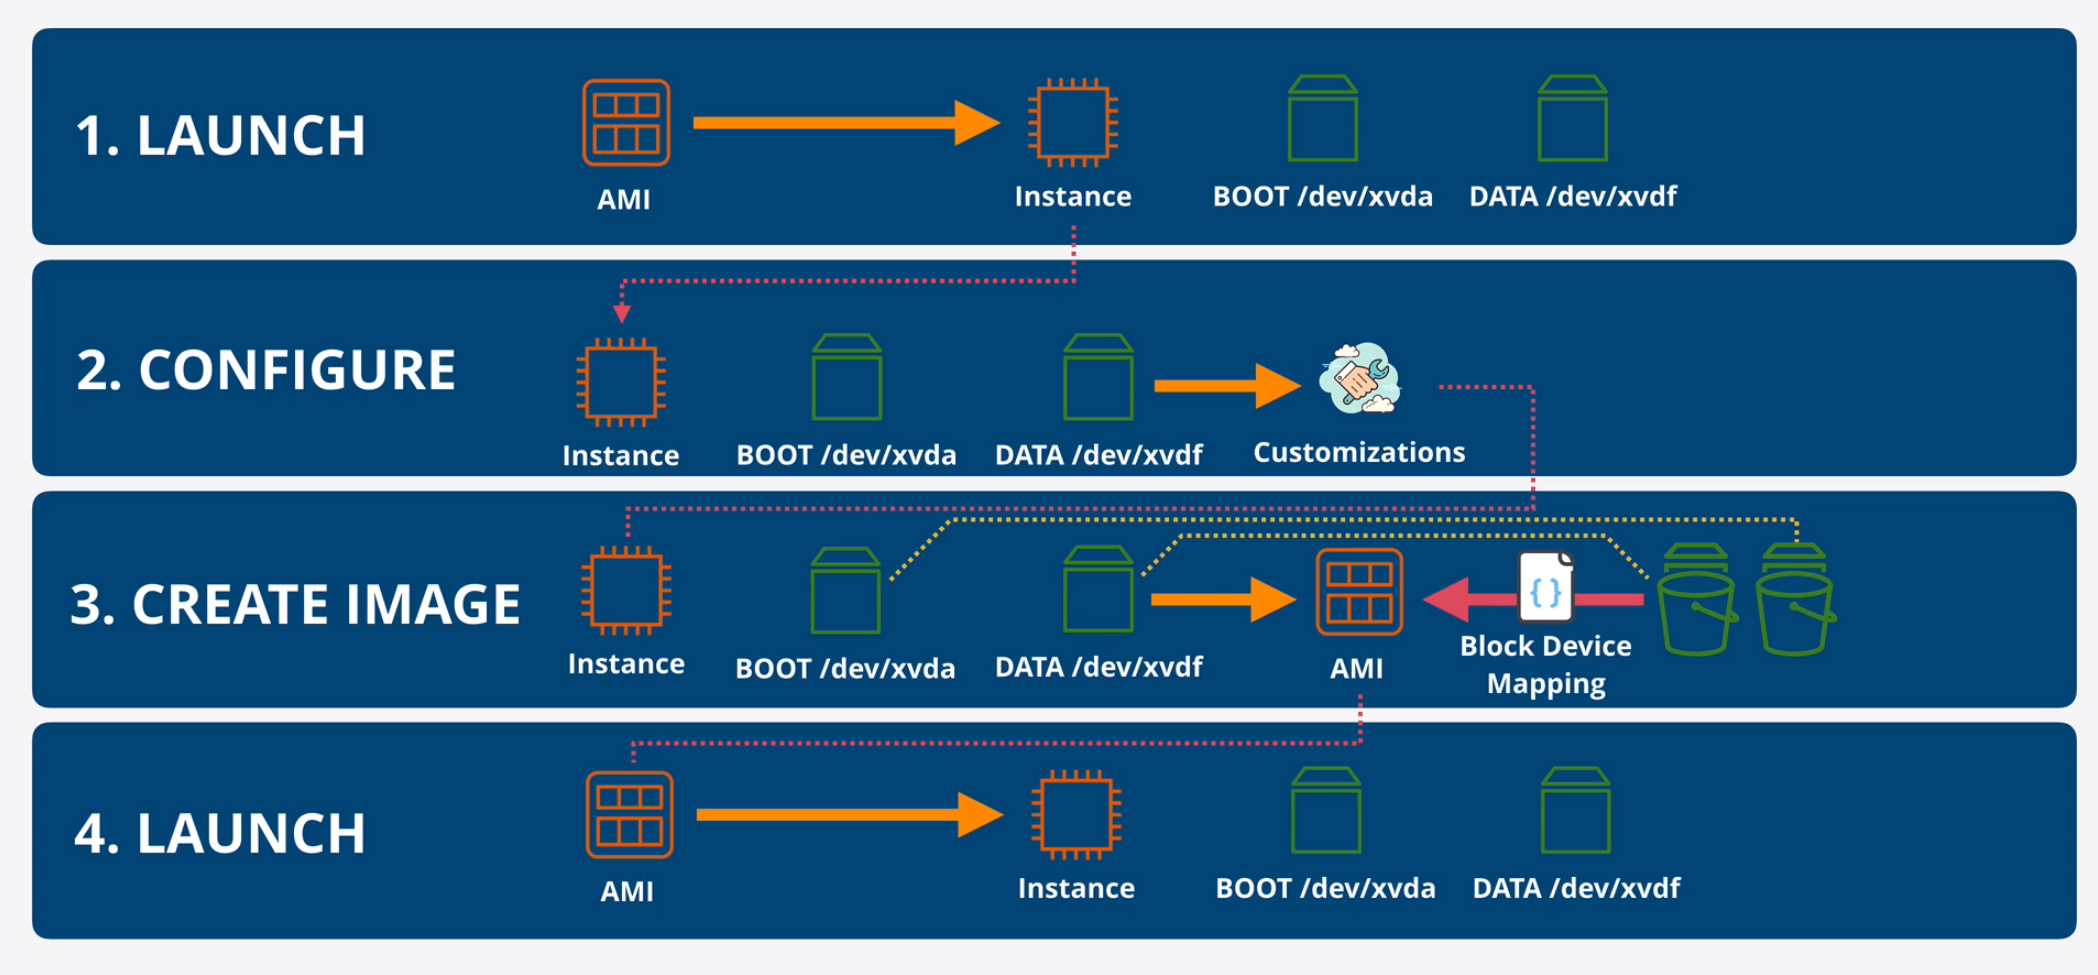 1. LAUNCH
AMI
Instance
BOOT /dev/xvda
DATA /dev/xvdf
2. CONFIGURE
Instance
BOOT /dev/xvda
DATA /dev/xvdf
Customizations
3. CREATE IMAGE
Instance
BOOT /dev/xvda
DATA /dev/xvdf
AMI
{ }
Block Device
Mapping
4. LAUNCH
AMI
Instance
BOOT /dev/xvda
DATA /dev/xvdf